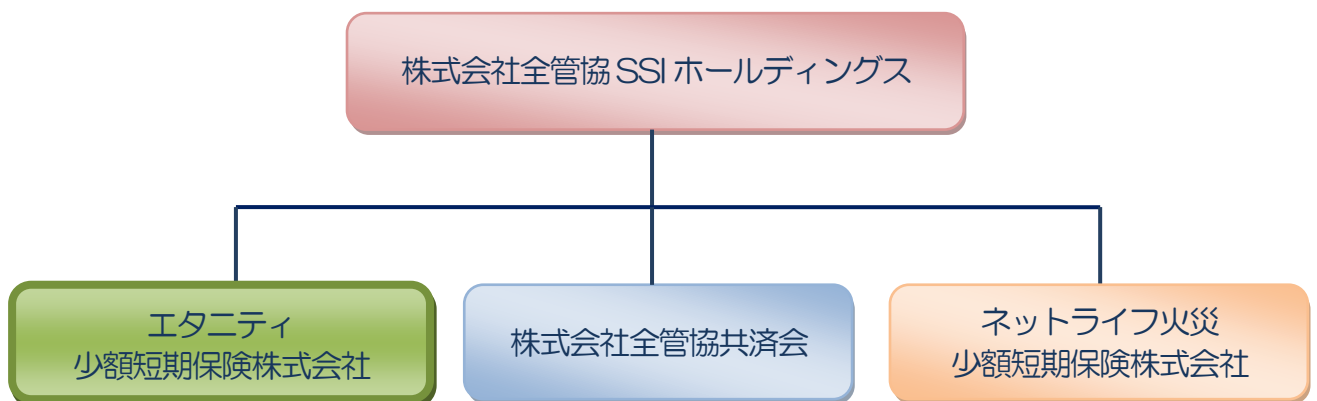 株式会社全管協 SSI ホールディングス
エタニティ
少額短期保険株式会社
株式会社全管協共済会
ネットライフ火災
少額短期保険株式会社